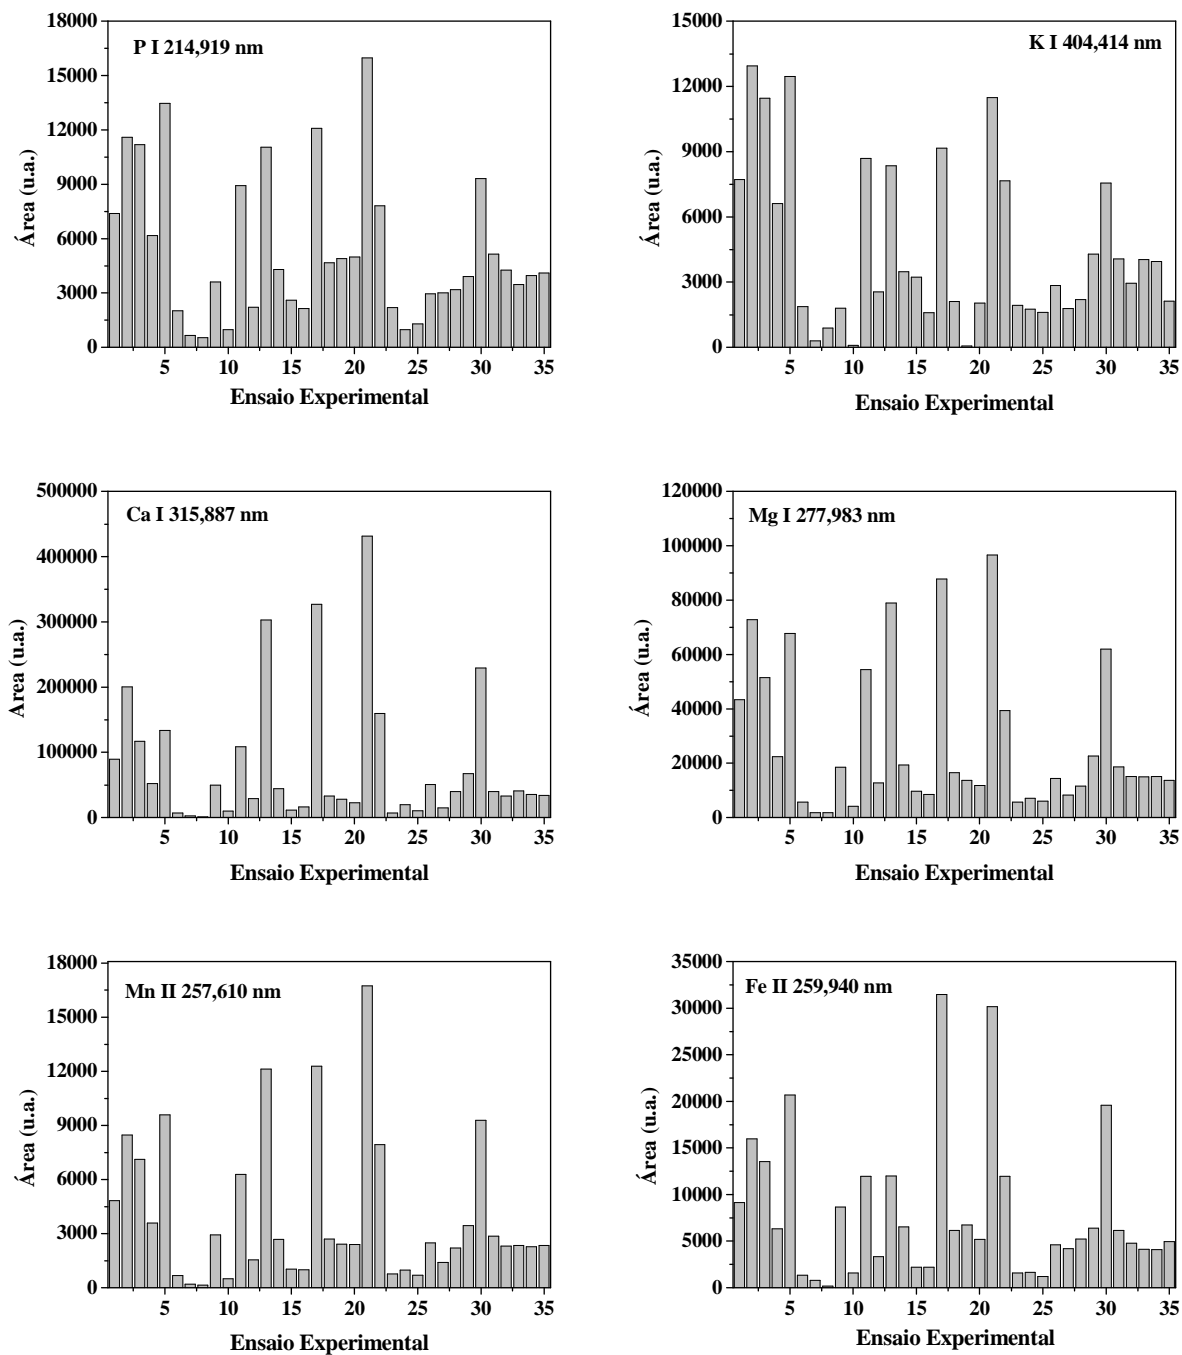 18000
15000
12000
9000
6000
3000
0
Área (u.a.)
P I 214,919 nm
5 10 15 20 25 30 35
Ensaio Experimental
15000
12000
9000
6000
3000
0
Área (u.a.)
K I 404,414 nm
5 10 15 20 25 30 35
Ensaio Experimental
500000
400000
300000
200000
100000
0
Área (u.a.)
Ca I 315,887 nm
5 10 15 20 25 30 35
Ensaio Experimental
120000
100000
80000
60000
40000
20000
0
Área (u.a.)
Mg I 277,983 nm
5 10 15 20 25 30 35
Ensaio Experimental
18000
15000
12000
9000
6000
3000
0
Área (u.a.)
Mn II 257,610 nm
5 10 15 20 25 30 35
Ensaio Experimental
35000
30000
25000
20000
15000
10000
5000
0
Área (u.a.)
Fe II 259,940 nm
5 10 15 20 25 30 35
Ensaio Experimental